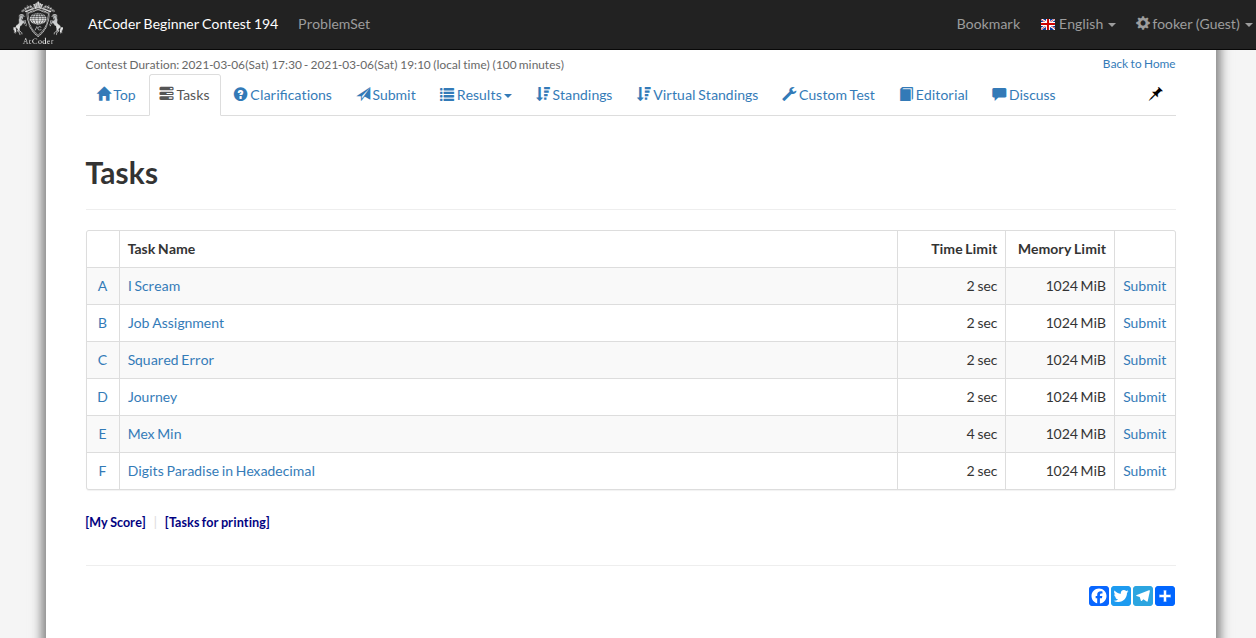 AtCoder Beginner Contest 194 ProblemSet Bookmark English fooker (Guest)
AtCoder
Contest Duration: 2021-03-06(Sat) 17:30 - 2021-03-06(Sat) 19:10 (local time) (100 minutes) Back to Home
Top Tasks Clarifications Submit Results Standings Virtual Standings Custom Test Editorial Discuss
Tasks
Task Name Time Limit Memory Limit
A I Scream 2 sec 1024 MiB Submit
B Job Assignment 2 sec 1024 MiB Submit
C Squared Error 2 sec 1024 MiB Submit
D Journey 2 sec 1024 MiB Submit
E Mex Min 4 sec 1024 MiB Submit
F Digits Paradise in Hexadecimal 2 sec 1024 MiB Submit
[My Score] | [Tasks for printing]